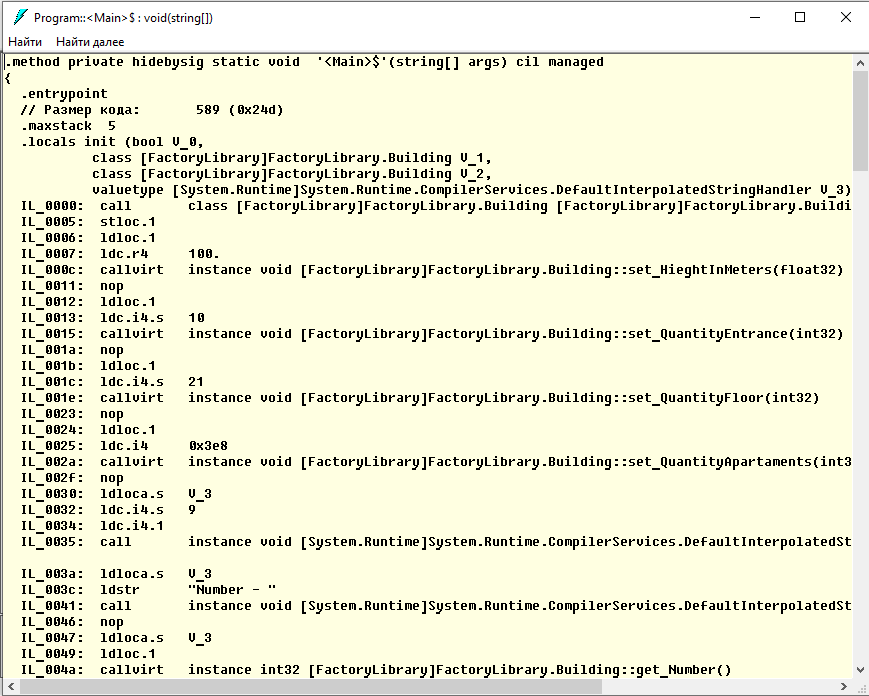 Program::<Main>$ : void(string[])
Найти Найти далее
.method private hidebysig static void '<Main>$'(string[] args) cil managed
{
.entrypoint
// Размер кода: 589 (0x24d)
.maxstack 5
.locals init (bool V_0,
class [FactoryLibrary]FactoryLibrary.Building V_1,
class [FactoryLibrary]FactoryLibrary.Building V_2,
valuetype [System.Runtime]System.Runtime.CompilerServices.DefaultInterpolatedStringHandler V_3)
IL_0000: call class [FactoryLibrary]FactoryLibrary.Building [FactoryLibrary]FactoryLibrary.Buildi
IL_0005: stloc.1
IL_0006: ldloc.1
IL_0007: ldc.r4 100.
IL_000c: callvirt instance void [FactoryLibrary]FactoryLibrary.Building::set_HieghtInMeters(float32)
IL_0011: nop
IL_0012: ldloc.1
IL_0013: ldc.i4.s 10
IL_0015: callvirt instance void [FactoryLibrary]FactoryLibrary.Building::set_QuantityEntrance(int32)
IL_001a: nop
IL_001b: ldloc.1
IL_001c: ldc.i4.s 21
IL_001e: callvirt instance void [FactoryLibrary]FactoryLibrary.Building::set_QuantityFloor(int32)
IL_0023: nop
IL_0024: ldloc.1
IL_0025: ldc.i4 0x3e8
IL_002a: callvirt instance void [FactoryLibrary]FactoryLibrary.Building::set_QuantityApartaments(int3
IL_002f: nop
IL_0030: ldloca.s V_3
IL_0032: ldc.i4.s 9
IL_0034: ldc.i4.1
IL_0035: call instance void [System.Runtime]System.Runtime.CompilerServices.DefaultInterpolatedSt
IL_003a: ldloca.s V_3
IL_003c: ldstr "Number - "
IL_0041: call instance void [System.Runtime]System.Runtime.CompilerServices.DefaultInterpolatedSt
IL_0046: nop
IL_0047: ldloca.s V_3
IL_0049: ldloc.1
IL_004a: callvirt instance int32 [FactoryLibrary]FactoryLibrary.Building::get_Number()